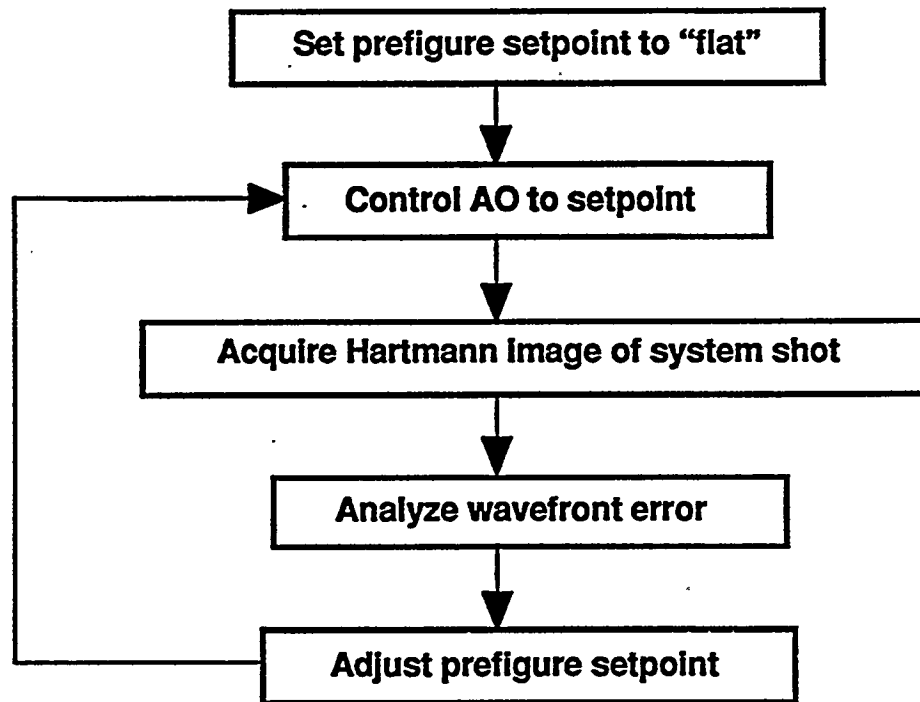 Set prefigure setpoint to “flat”
Control AO to setpoint
Acquire Hartmann image of system shot
Analyze wavefront error
Adjust prefigure setpoint